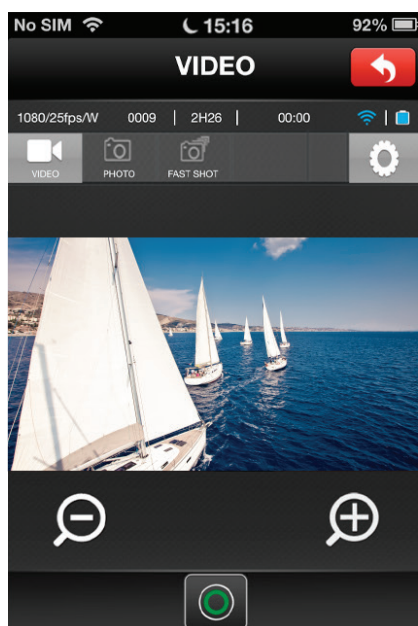 No SIM 15:16 92%
VIDEO
1080/25fps/W 0009 | 2H26 | 00:00 |
VIDEO PHOTO FAST SHOT